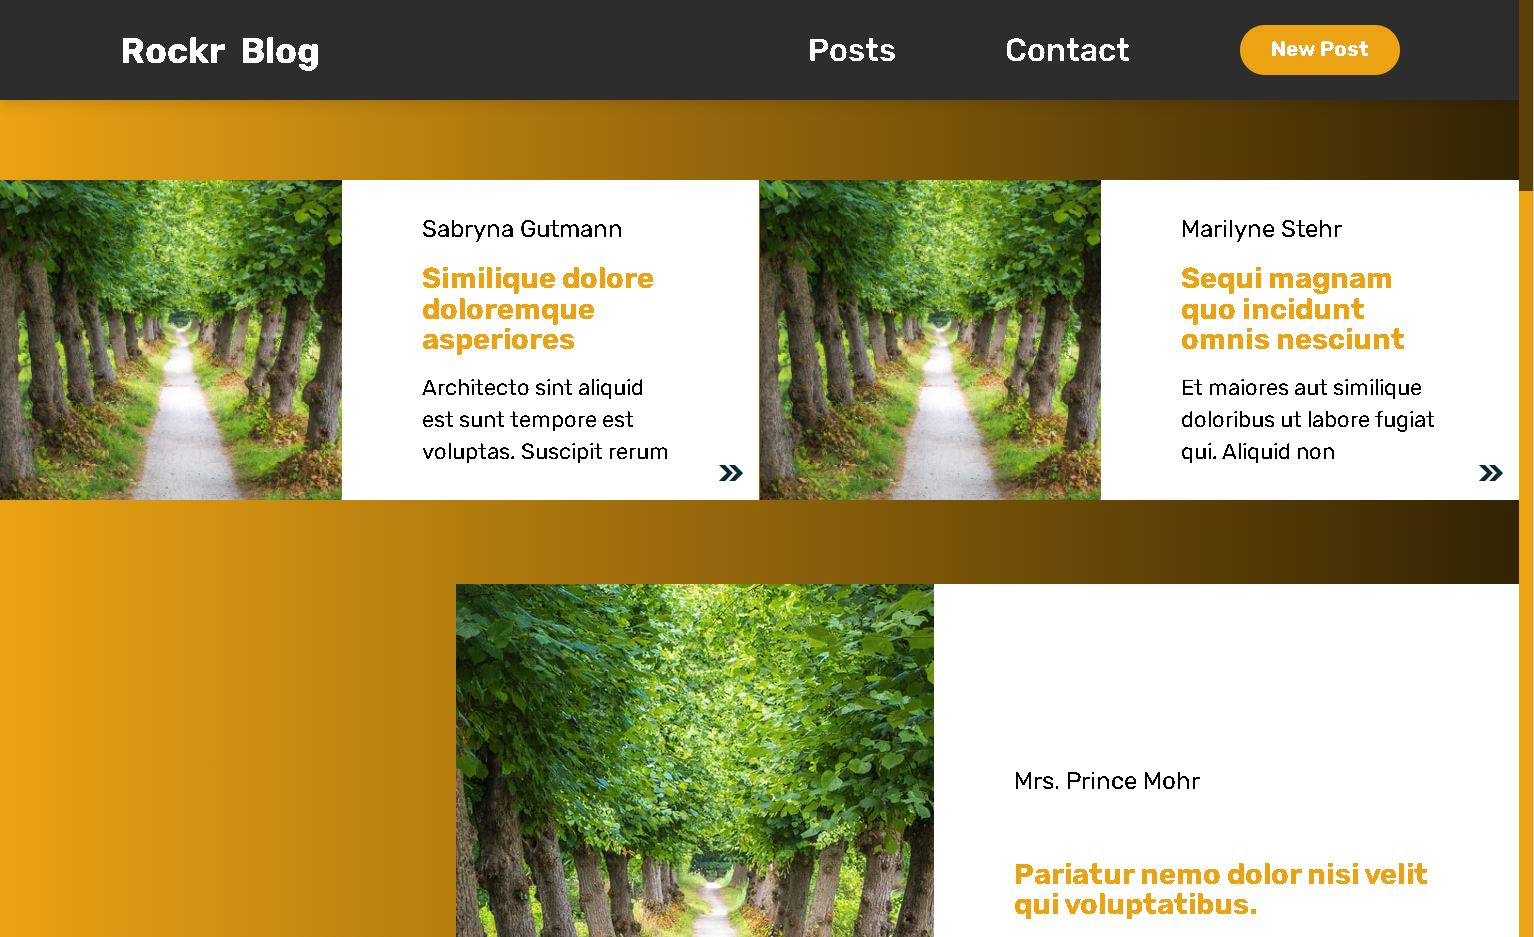 Rockr Blog
Posts
Contact
New Post
Sabryna Gutmann
Similique dolore
doloremque
asperiores
Architecto sint aliquid
est sunt tempore est
voluptas. Suscipit rerum
Marilyne Stehr
Sequi magnam
quo incidunt
omnis nesciunt
Et maiores aut similique
doloribus ut labore fugiat
qui. Aliquid non
Mrs. Prince Mohr
Pariatur nemo dolor nisi velit
qui voluptatibus.